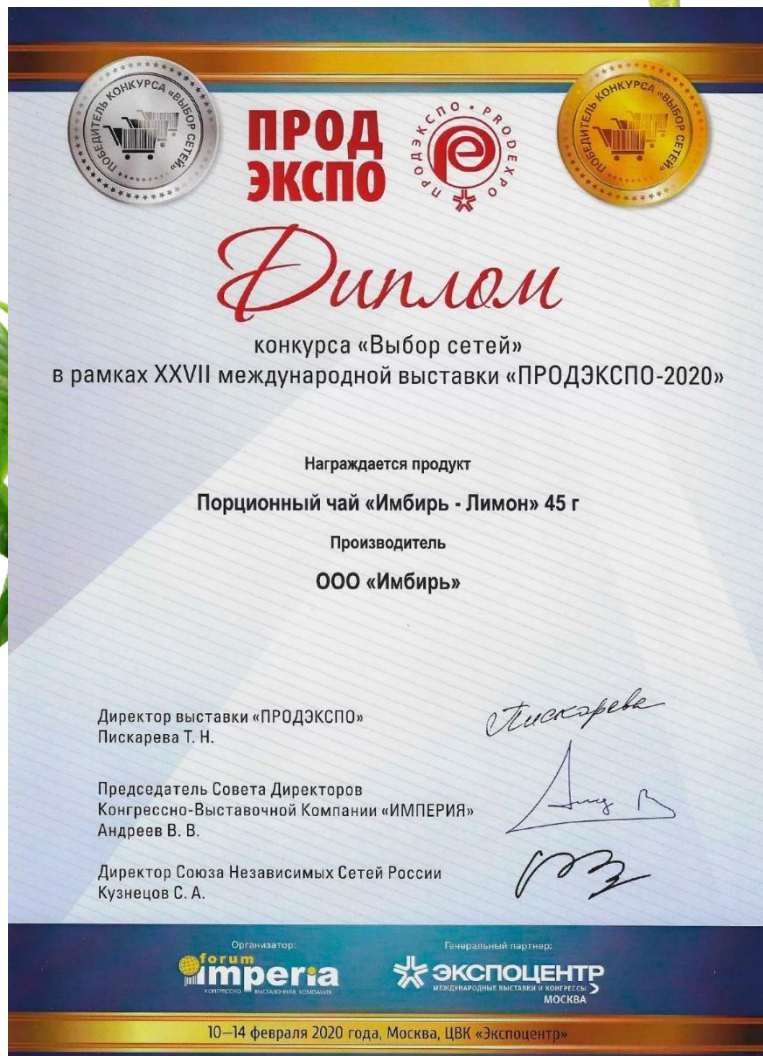 ПОБЕДИТЕЛЬ КОНКУРСА «ВЫБОР СЕТЕЙ»
ПРОД
ЭКСПО
ПРОДЭКСПО • PRODEXPO
ПОБЕДИТЕЛЬ КОНКУРСА «ВЫБОР СЕТЕЙ»
Диплом
конкурса «Выбор сетей»
в рамках XXVII международной выставки «ПРОДЭКСПО-2020»
Награждается продукт
Порционный чай «Имбирь - Лимон» 45 г
Производитель
ООО «Имбирь»
Директор выставки «ПРОДЭКСПО»
Пискарева Т. Н.
Пискарева
Председатель Совета Директоров
Конгрессно-Выставочной Компании «ИМПЕРИЯ»
Андреев В. В.
Директор Союза Независимых Сетей России
Кузнецов С. А.
Организатор:
forum
imperia
КОНГРЕССНО - ВЫСТАВОЧНАЯ КОМПАНИЯ
Генеральный партнер:
ЭКСПОЦЕНТР
МЕЖДУНАРОДНЫЕ ВЫСТАВКИ И КОНГРЕССЫ
МОСКВА
10—14 февраля 2020 года, Москва, ЦВК «Экспоцентр»